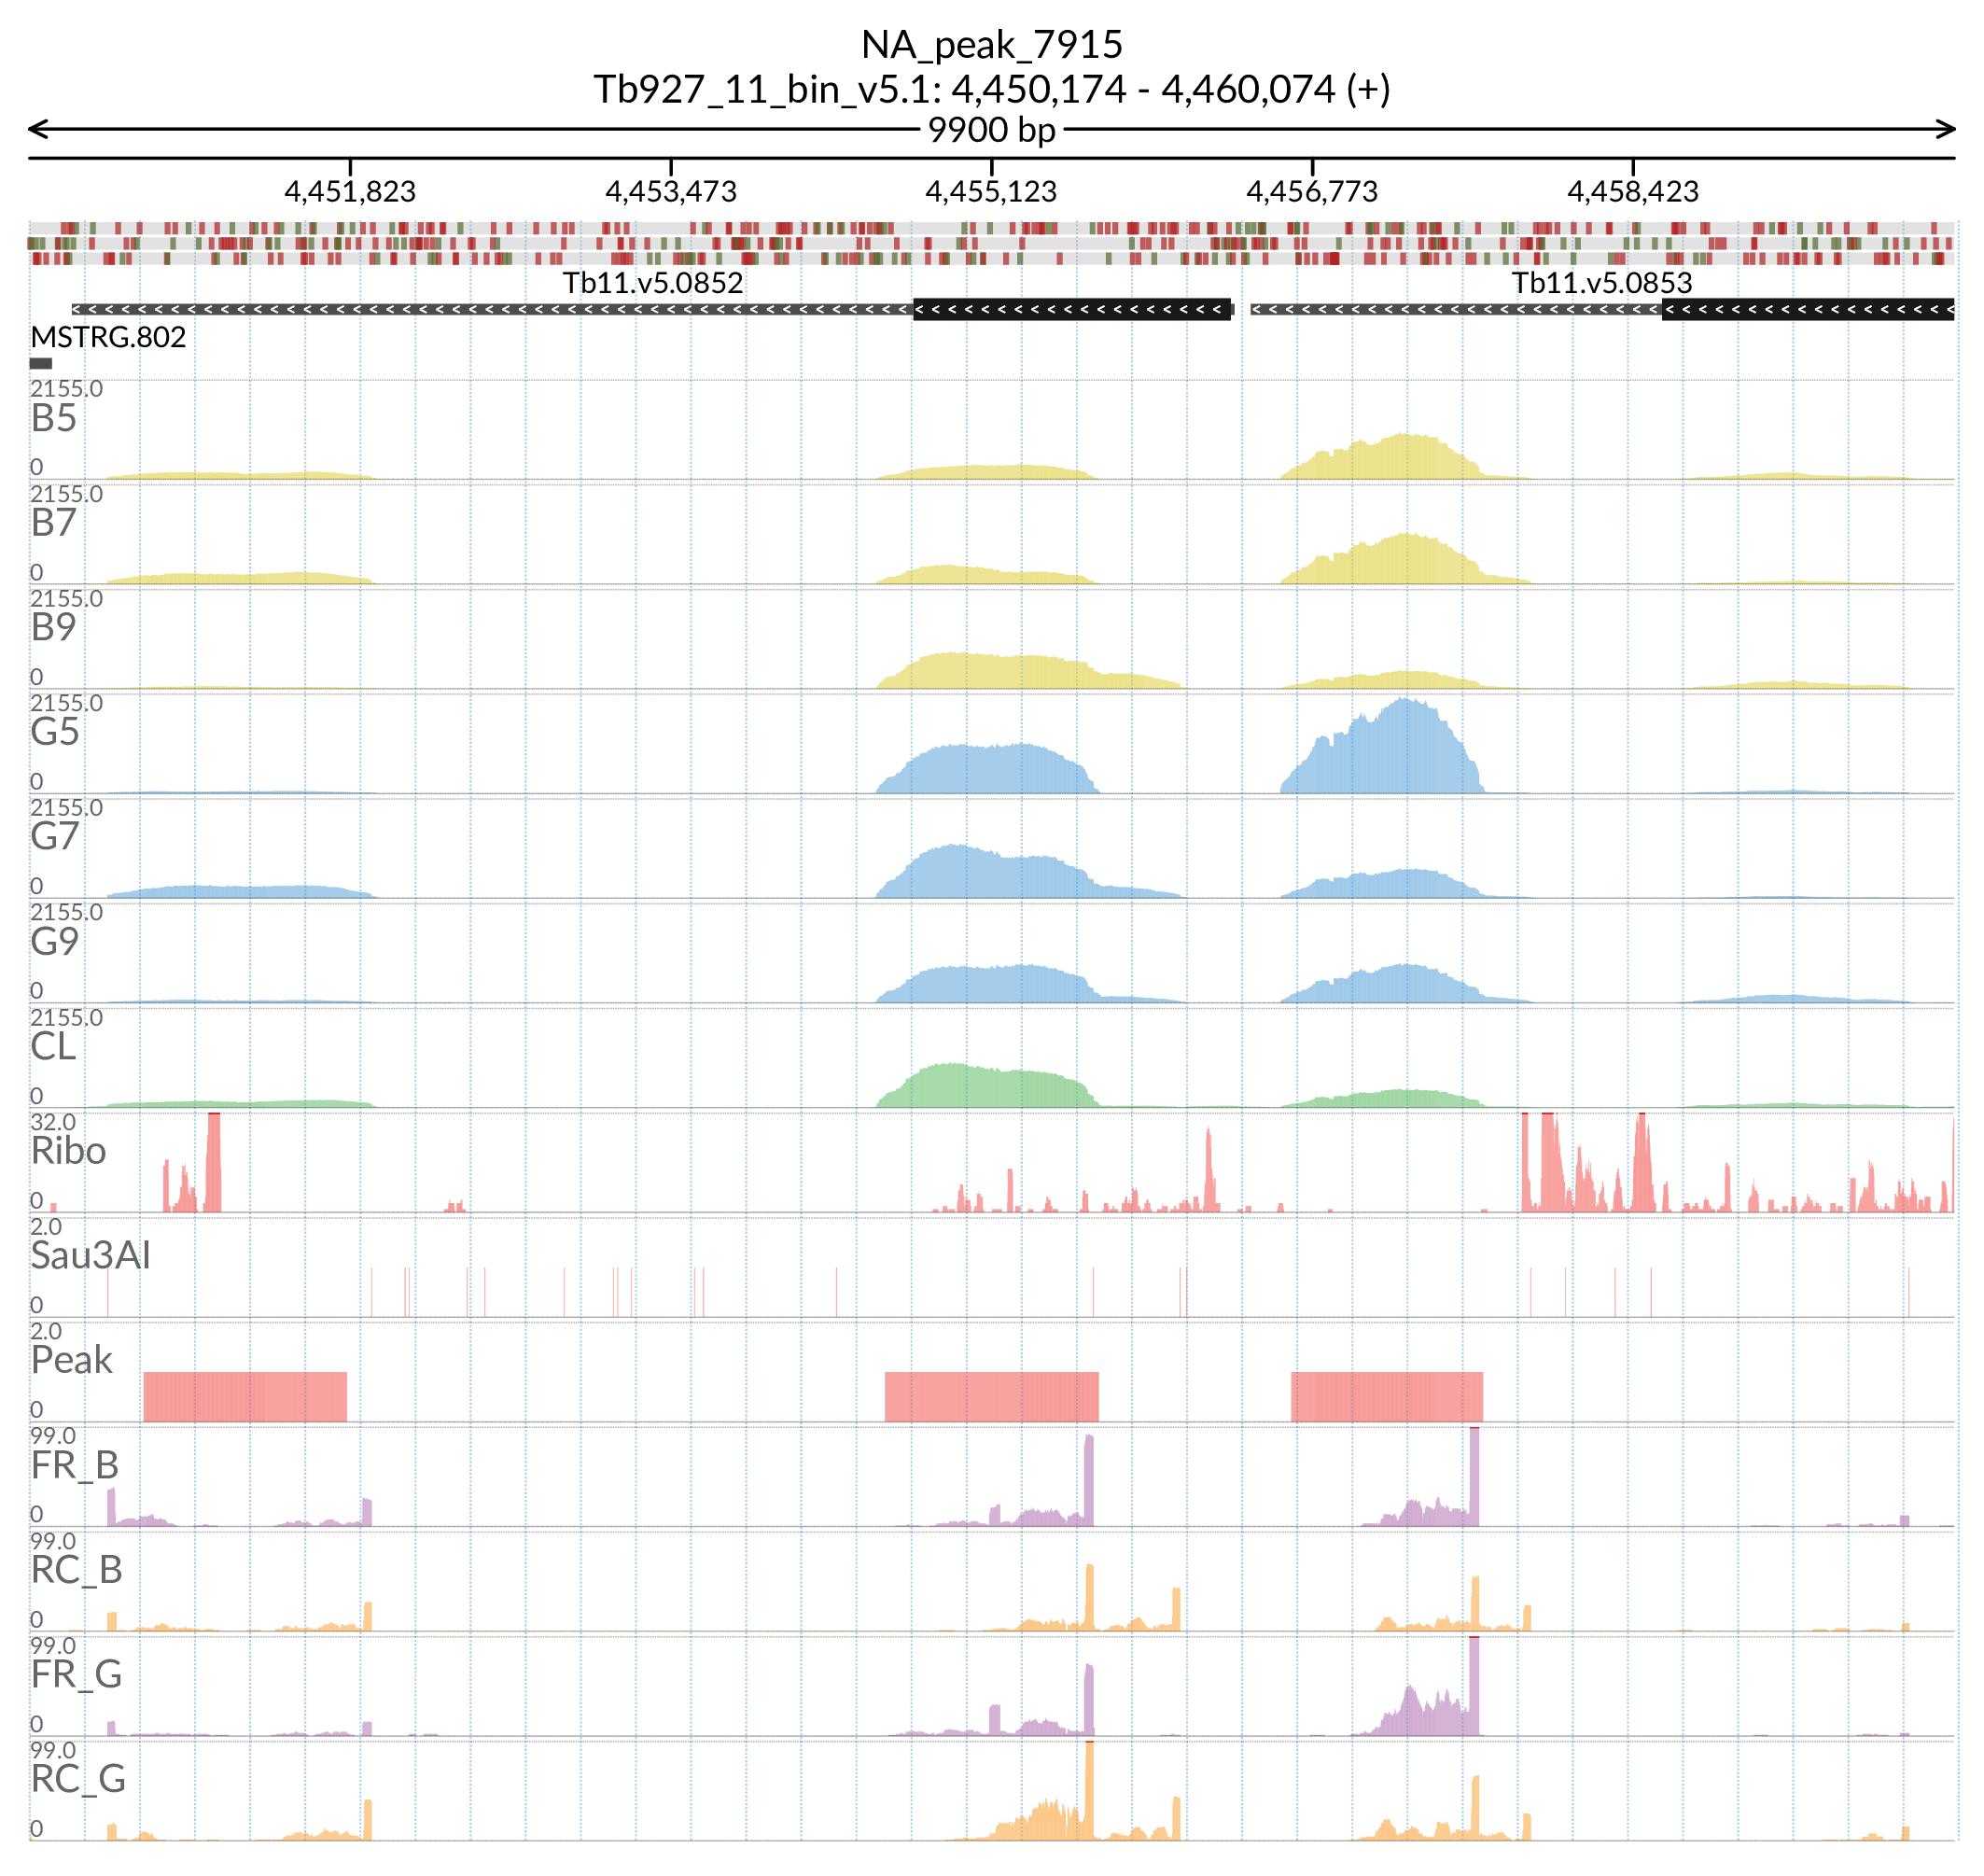 NA_peak_7915
Tb927_11_bin_v5.1: 4,450,174 - 4,460,074 (+)
9900 bp
4,451,823 4,453,473 4,455,123 4,456,773 4,458,423
Tb11.v5.0852 Tb11.v5.0853
MSTRG.802
2155.0
B5
0
2155.0
B7
0
2155.0
B9
0
2155.0
G5
0
2155.0
G7
0
2155.0
G9
0
2155.0
CL
0
32.0
Ribo
0
2.0
Sau3AI
0
2.0
Peak
0
99.0
FR_B
0
99.0
RC_B
0
99.0
FR_G
0
99.0
RC_G
0